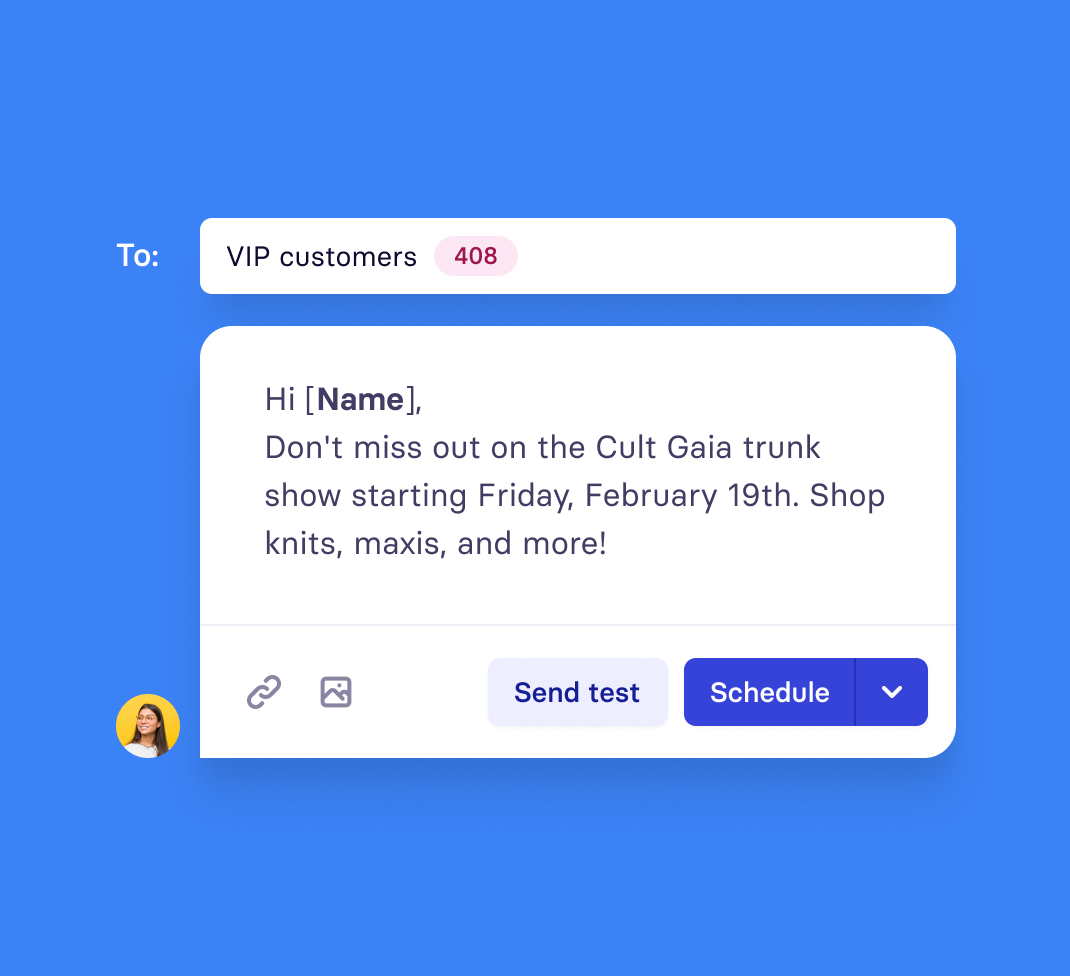 To:
VIP customers 408
Hi [Name],
Don't miss out on the Cult Gaia trunk
show starting Friday, February 19th. Shop
knits, maxis, and more!
Send test
Schedule